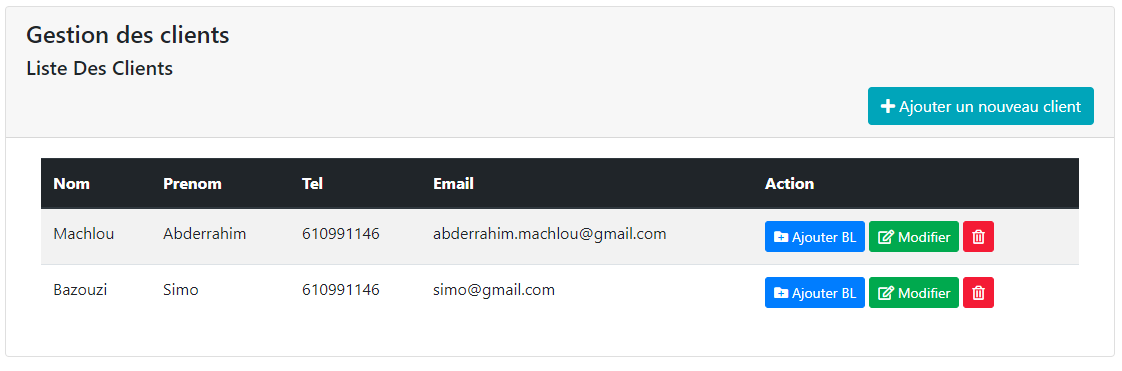 Gestion des clients
Liste Des Clients
Ajouter un nouveau client
Nom Prenom Tel Email Action
Machlou Abderrahim 610991146 abderrahim.machlou@gmail.com Ajouter BL Modifier
Bazouzi Simo 610991146 simo@gmail.com Ajouter BL Modifier